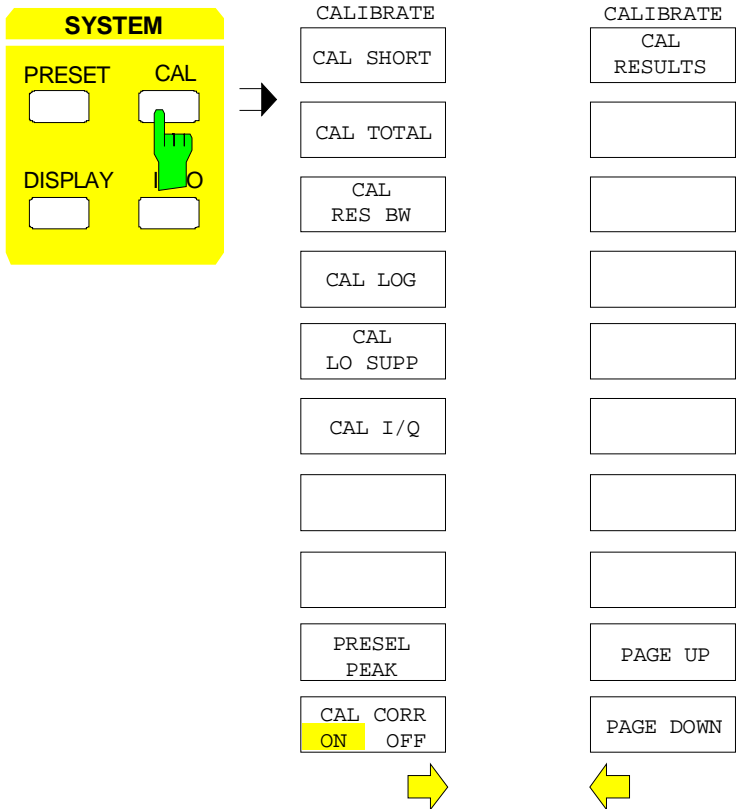 SYSTEM
PRESET CAL
DISPLAY
CALIBRATE
CAL SHORT
CAL TOTAL
CAL
RES BW
CAL LOG
CAL
LO SUPP
CAL I/Q
PRESEL
PEAK
CAL CORR
ON OFF
CALIBRATE
CAL
RESULTS
PAGE UP
PAGE DOWN